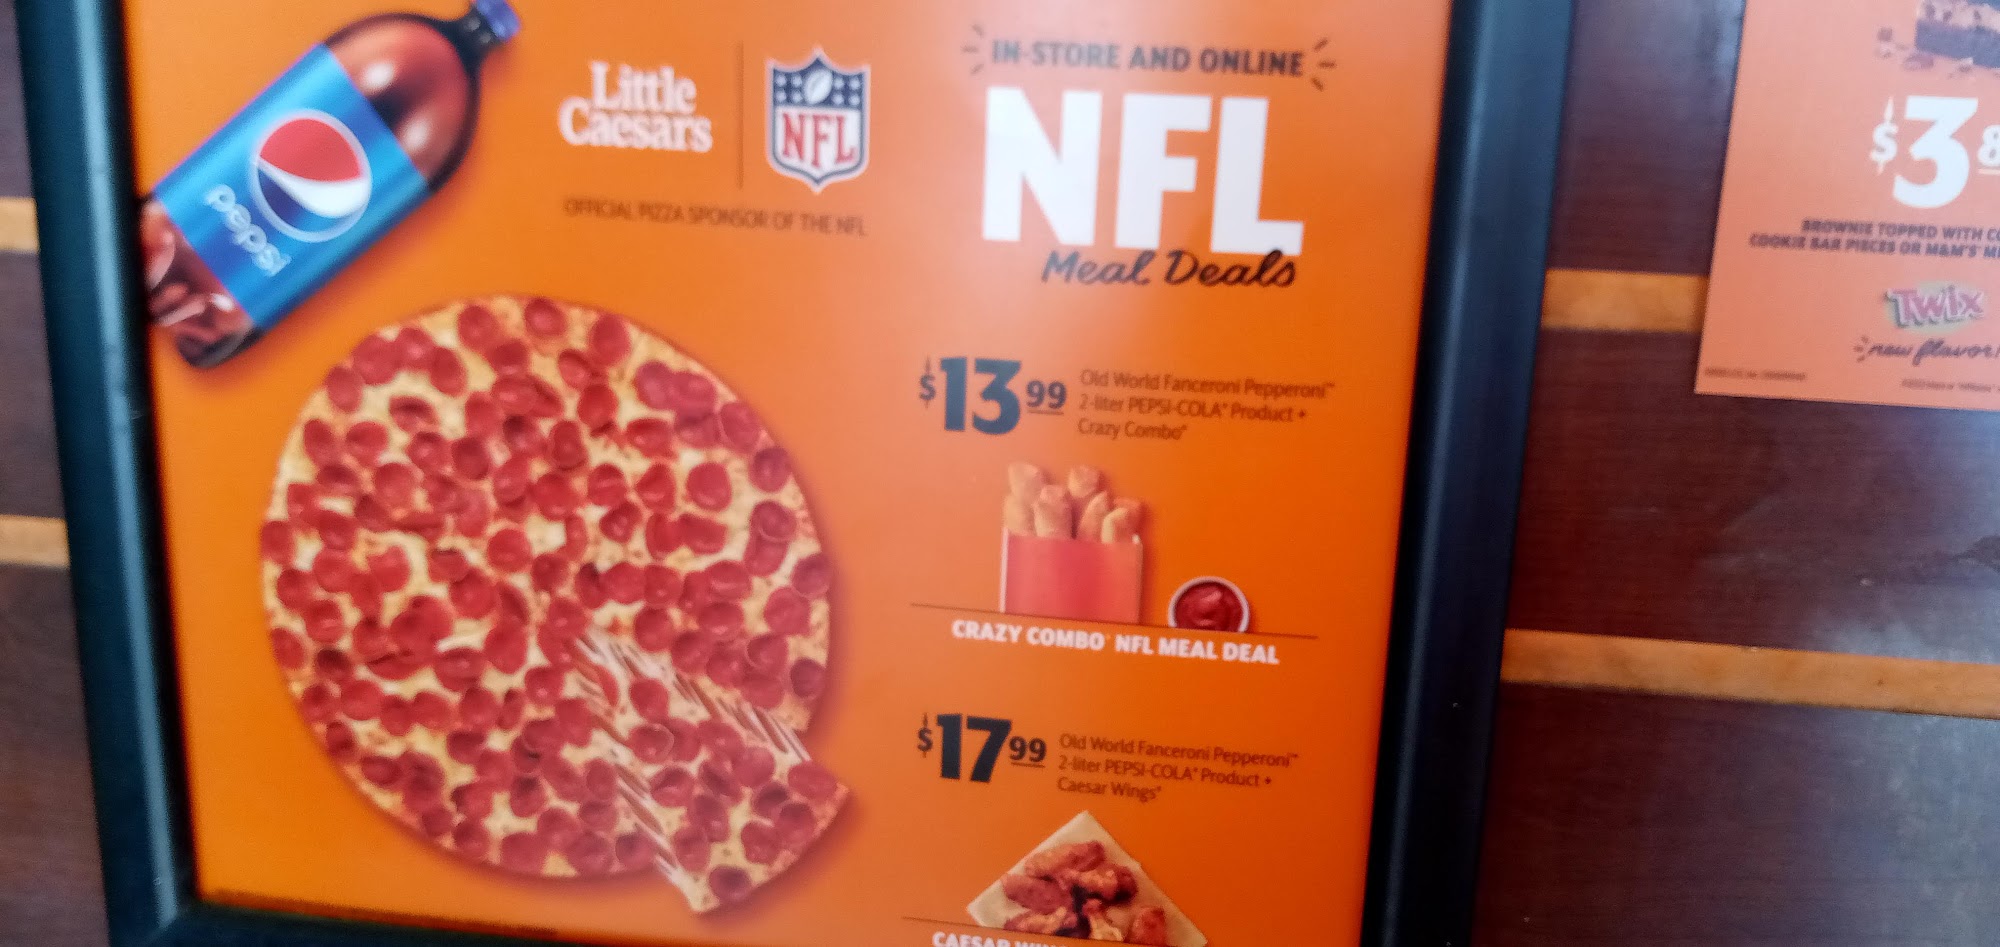 pepsi
Little
Caesars
NFL
OFFICIAL PIZZA SPONSOR OF THE NFL
IN-STORE AND ONLINE
NFL
Meal Deals
$13 99
Old World Fanceroni Pepperoni™
2-liter PEPSI-COLA® Product +
Crazy Combo®
CRAZY COMBO® NFL MEAL DEAL
$17 99
Old World Fanceroni Pepperoni™
2-liter PEPSI-COLA® Product +
Caesar Wings®
CAESAR
$3
BROWNIE TOPPED WITH
COOKIE BAR PIECES OR M&M'S
TWIX
new flavor!